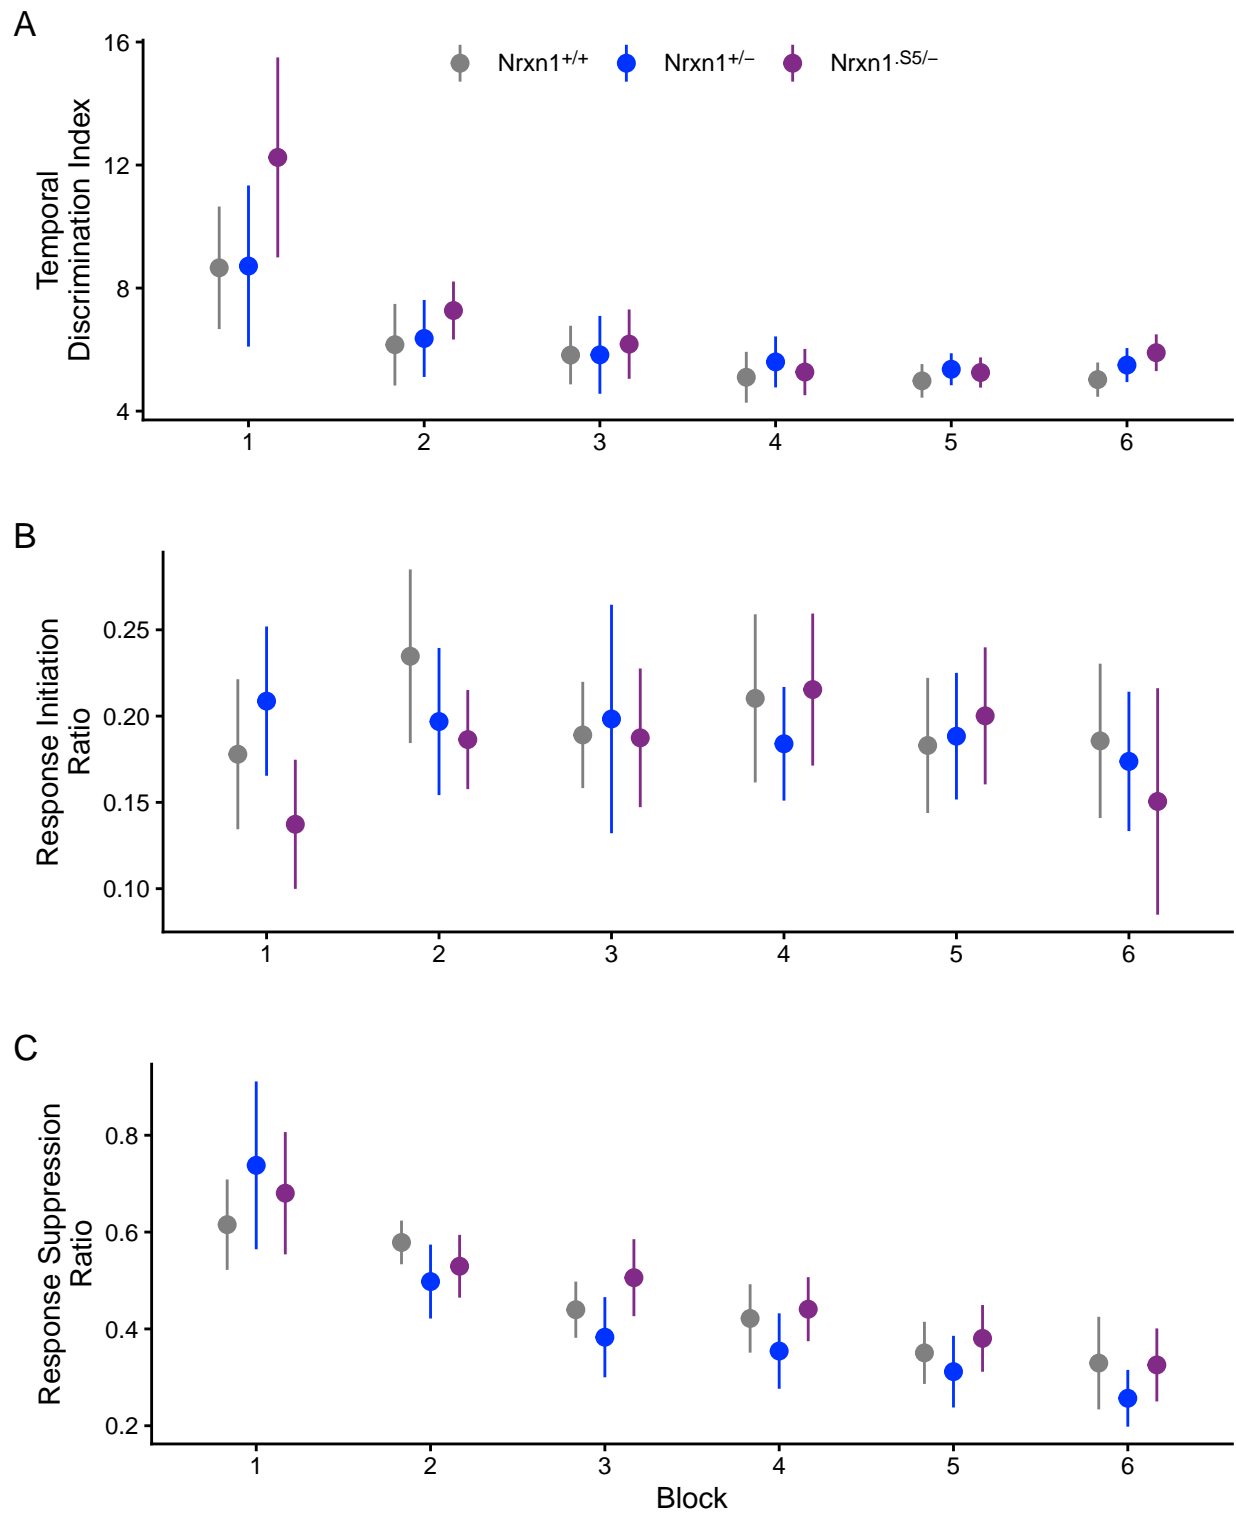 A
16
12
8
4
Temporal
Discrimination Index
Nrxn1+/+ Nrxn1+/– Nrxn1.S5/–
1 2 3 4 5 6
B
0.25
0.20
0.15
0.10
Response Initiation
Ratio
1 2 3 4 5 6
C
0.8
0.6
0.4
0.2
Response Suppression
Ratio
1 2 3 4 5 6
Block